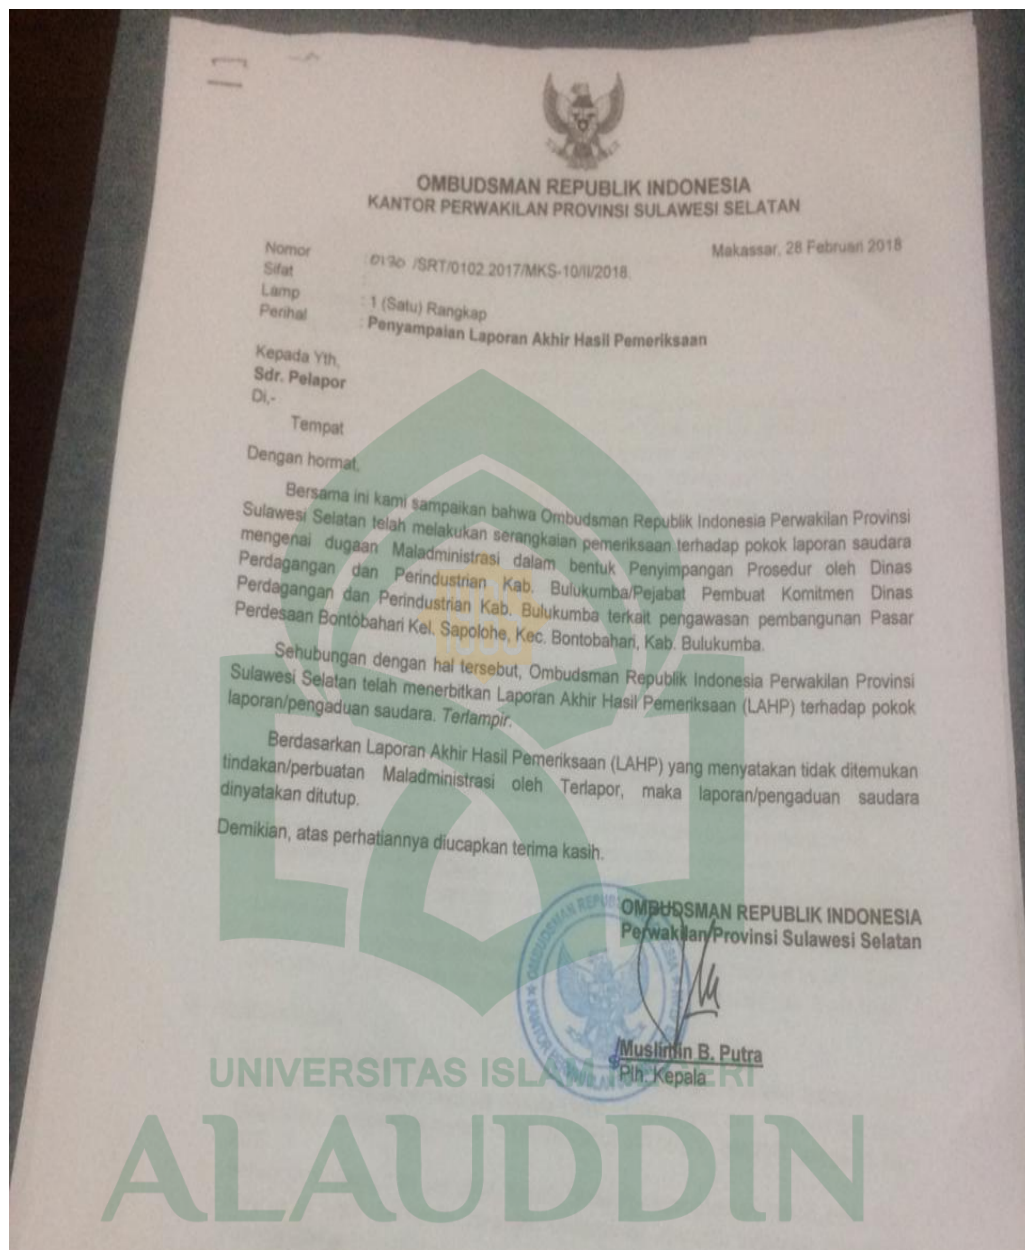 OMBUDSMAN REPUBLIK INDONESIA
KANTOR PERWAKILAN PROVINSI SULAWESI SELATAN
Makassar, 28 Februari 2018
Nomor : 0190 /SRT/0102.2017/MKS-10/II/2018
Sifat :
Lamp : 1 (Satu) Rangkap
Perihal : Penyampaian Laporan Akhir Hasil Pemeriksaan
Kepada Yth,
Sdr. Pelapor
Di,-
Tempat
Dengan hormat,
Bersama ini kami sampaikan bahwa Ombudsman Republik Indonesia Perwakilan Provinsi
Sulawesi Selatan telah melakukan serangkaian pemeriksaan terhadap pokok laporan saudara
mengenai dugaan Maladministrasi dalam bentuk Penyimpangan Prosedur oleh Dinas
Perdagangan dan Perindustrian Kab. Bulukumba/Pejabat Pembuat Komitmen Dinas
Perdagangan dan Perindustrian Kab. Bulukumba terkait pengawasan pembangunan Pasar
Perdesaan Bontobahari Kel. Sapolohe, Kec. Bontobahari, Kab. Bulukumba.
Sehubungan dengan hal tersebut, Ombudsman Republik Indonesia Perwakilan Provinsi
Sulawesi Selatan telah menerbitkan Laporan Akhir Hasil Pemeriksaan (LAHP) terhadap pokok
laporan/pengaduan saudara. Terlampir.
Berdasarkan Laporan Akhir Hasil Pemeriksaan (LAHP) yang menyatakan tidak ditemukan
tindakan/perbuatan Maladministrasi oleh Terlapor, maka laporan/pengaduan saudara
dinyatakan ditutup.
Demikian, atas perhatiannya diucapkan terima kasih.
OMBUDSMAN REPUBLIK INDONESIA
Perwakilan Provinsi Sulawesi Selatan
Muslimin B. Putra
Plh. Kepala
UNIVERSITAS ISLAM NEGERI
ALAUDDIN